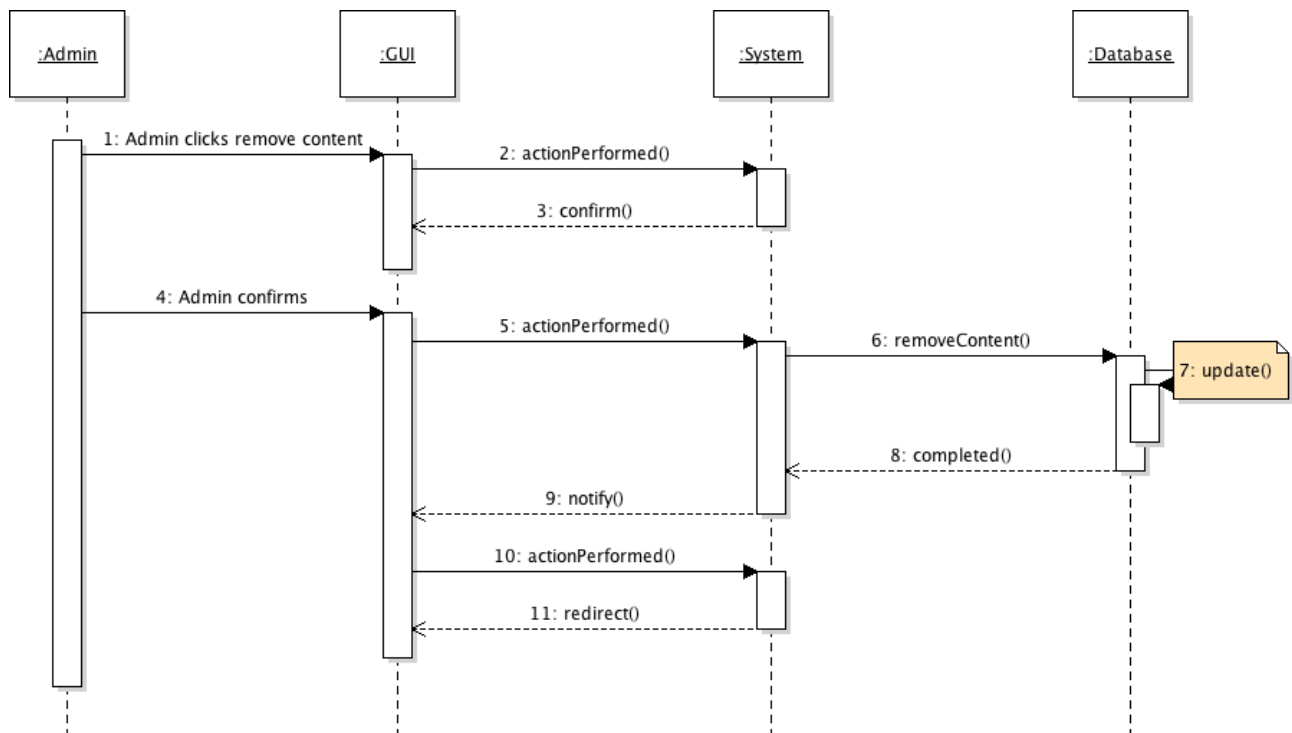 :Admin
:GUI
:System
:Database
1: Admin clicks remove content
2: actionPerformed()
3: confirm()
4: Admin confirms
5: actionPerformed()
6: removeContent()
7: update()
8: completed()
9: notify()
10: actionPerformed()
11: redirect()